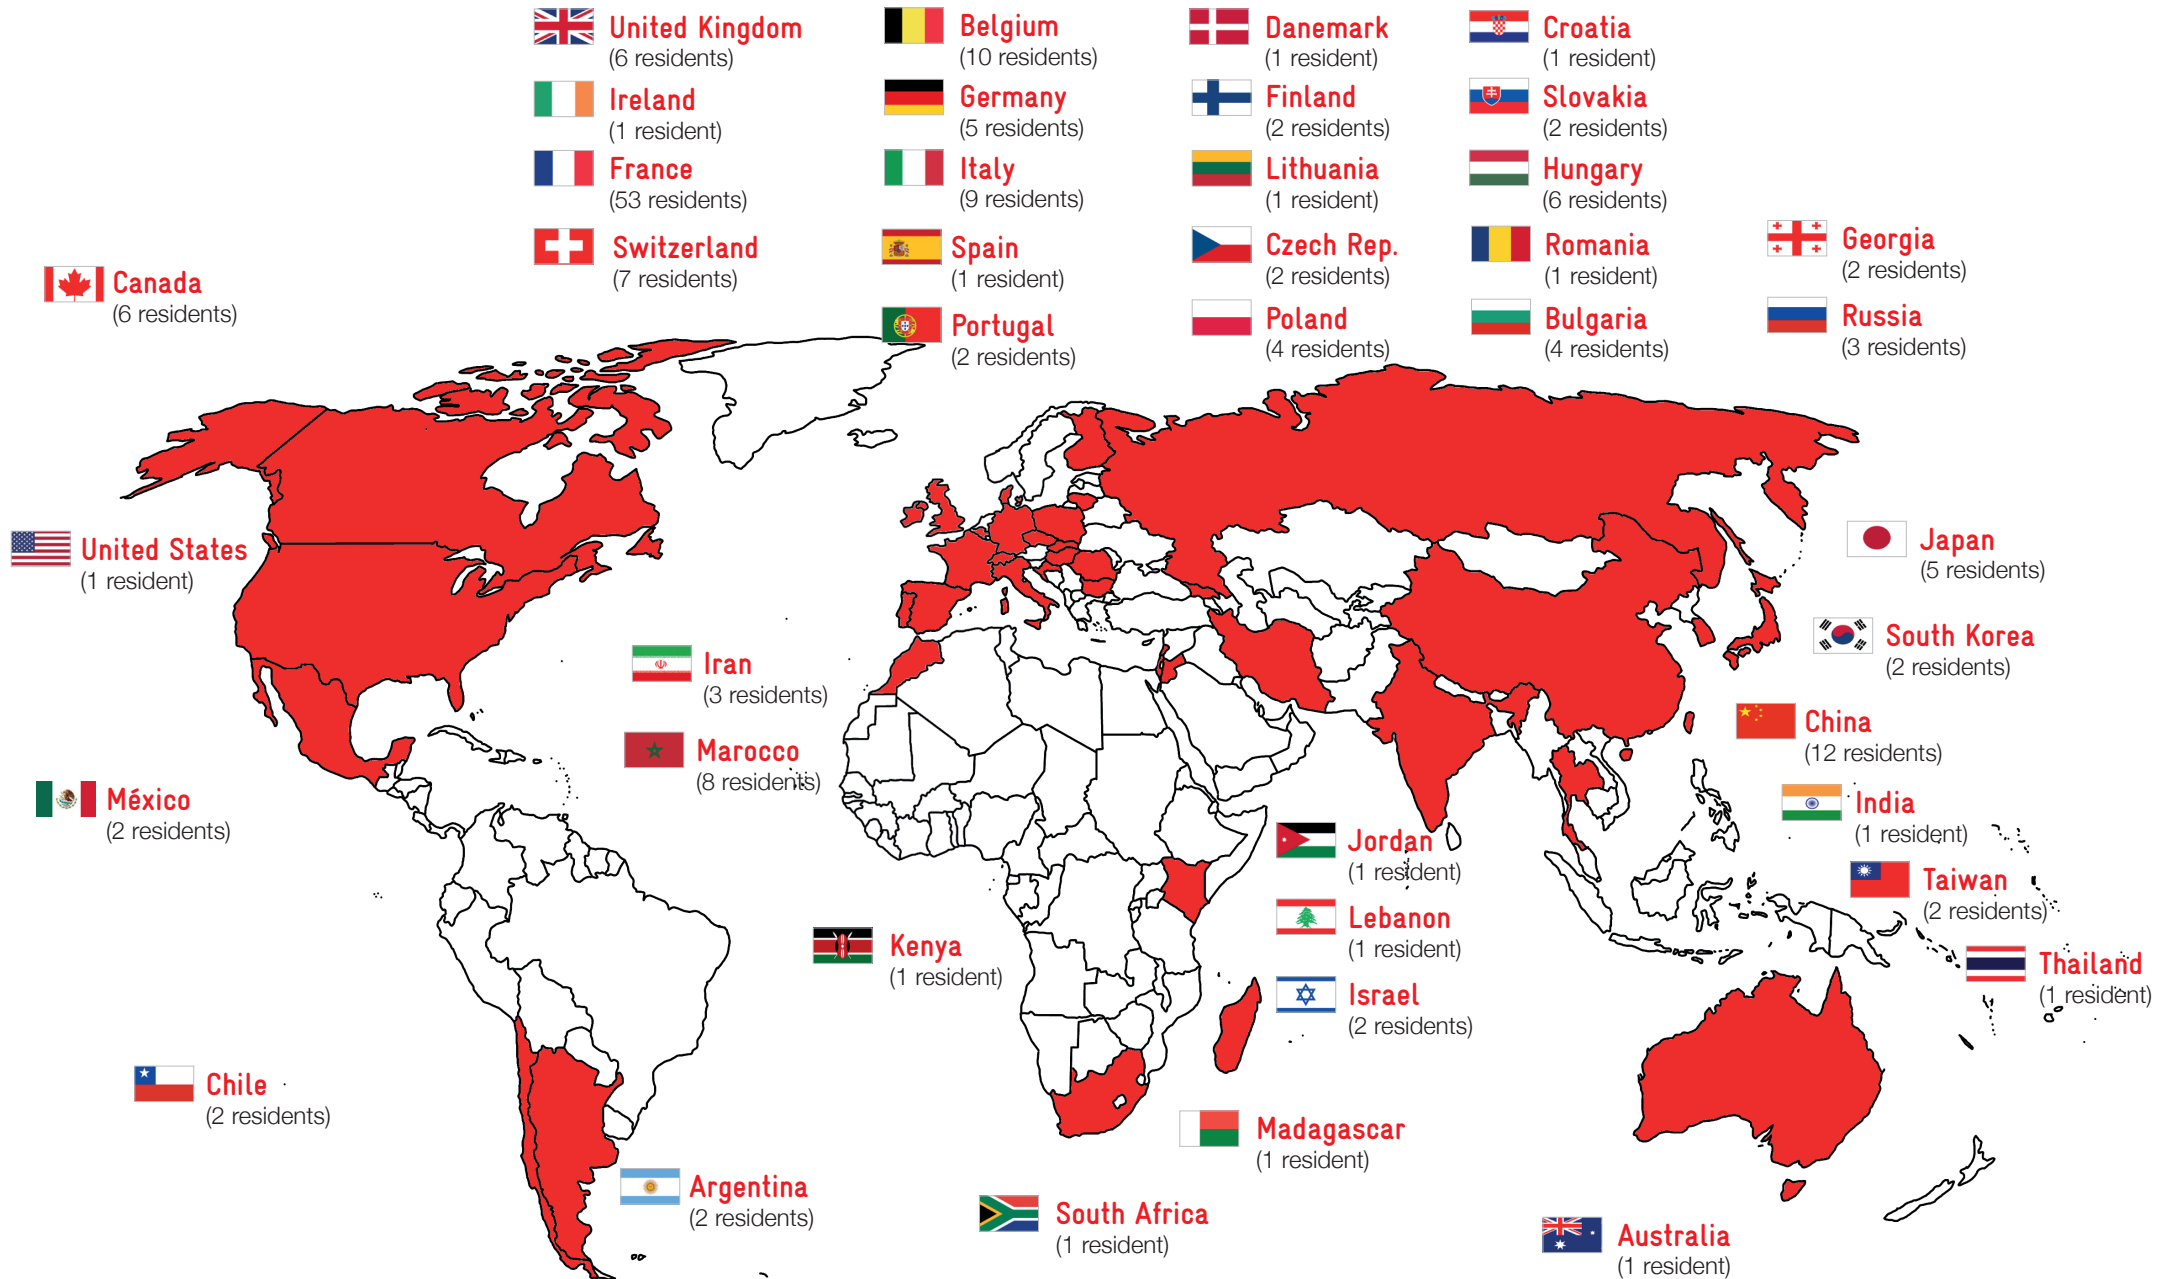 United Kingdom
(6 residents)
Ireland
(1 resident)
France
(53 residents)
Switzerland
(7 residents)
Belgium
(10 residents)
Germany
(5 residents)
Italy
(9 residents)
Spain
(1 resident)
Portugal
(2 residents)
Danemark
(1 resident)
Finland
(2 residents)
Lithuania
(1 resident)
Czech Rep.
(2 residents)
Poland
(4 residents)
Croatia
(1 resident)
Slovakia
(2 residents)
Hungary
(6 residents)
Romania
(1 resident)
Bulgaria
(4 residents)
Georgia
(2 residents)
Russia
(3 residents)
Canada
(6 residents)
United States
(1 resident)
México
(2 residents)
Chile
(2 residents)
Argentina
(2 residents)
Iran
(3 residents)
Marocco
(8 residents)
Kenya
(1 resident)
South Africa
(1 resident)
Madagascar
(1 resident)
Jordan
(1 resident)
Lebanon
(1 resident)
Israel
(2 residents)
Japan
(5 residents)
South Korea
(2 residents)
China
(12 residents)
India
(1 resident)
Taiwan
(2 residents)
Thailand
(1 resident)
Australia
(1 resident)